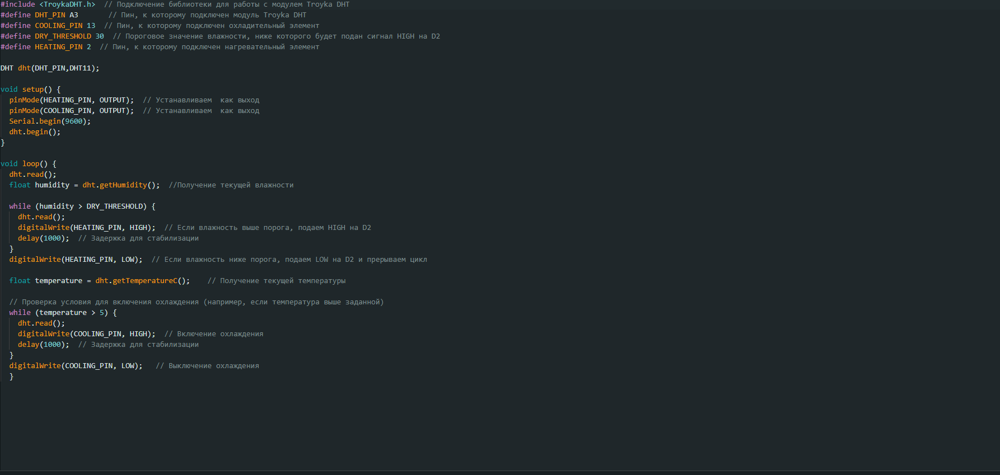 #include <TroykaDHT.h>  // Подключение библиотеки для работы с модулем Troyka DHT
#define DHT_PIN A3       // Пин, к которому подключен модуль Troyka DHT
#define COOLING_PIN 13  // Пин, к которому подключен охладительный элемент
#define DRY_THRESHOLD 30  // Пороговое значение влажности, ниже которого будет подан сигнал HIGH на D2
#define HEATING_PIN 2  // Пин, к которому подключен нагревательный элемент

DHT dht(DHT_PIN,DHT11);

void setup() {
  pinMode(HEATING_PIN, OUTPUT);  // Устанавливаем  как выход
  pinMode(COOLING_PIN, OUTPUT);  // Устанавливаем  как выход
  Serial.begin(9600);
  dht.begin();
}

void loop() {
  dht.read();
  float humidity = dht.getHumidity();  //Получение текущей влажности

  while (humidity > DRY_THRESHOLD) {
    dht.read();
    digitalWrite(HEATING_PIN, HIGH);  // Если влажность выше порога, подаем HIGH на D2
    delay(1000);  // Задержка для стабилизации
  }
  digitalWrite(HEATING_PIN, LOW);  // Если влажность ниже порога, подаем LOW на D2 и прерываем цикл

  float temperature = dht.getTemperatureC();    // Получение текущей температуры

  // Проверка условия для включения охлаждения (например, если температура выше заданной)
  while (temperature > 5) {
    dht.read();
    digitalWrite(COOLING_PIN, HIGH);  // Включение охлаждения
    delay(1000);  // Задержка для стабилизации
  }
  digitalWrite(COOLING_PIN, LOW);   // Выключение охлаждения
  }